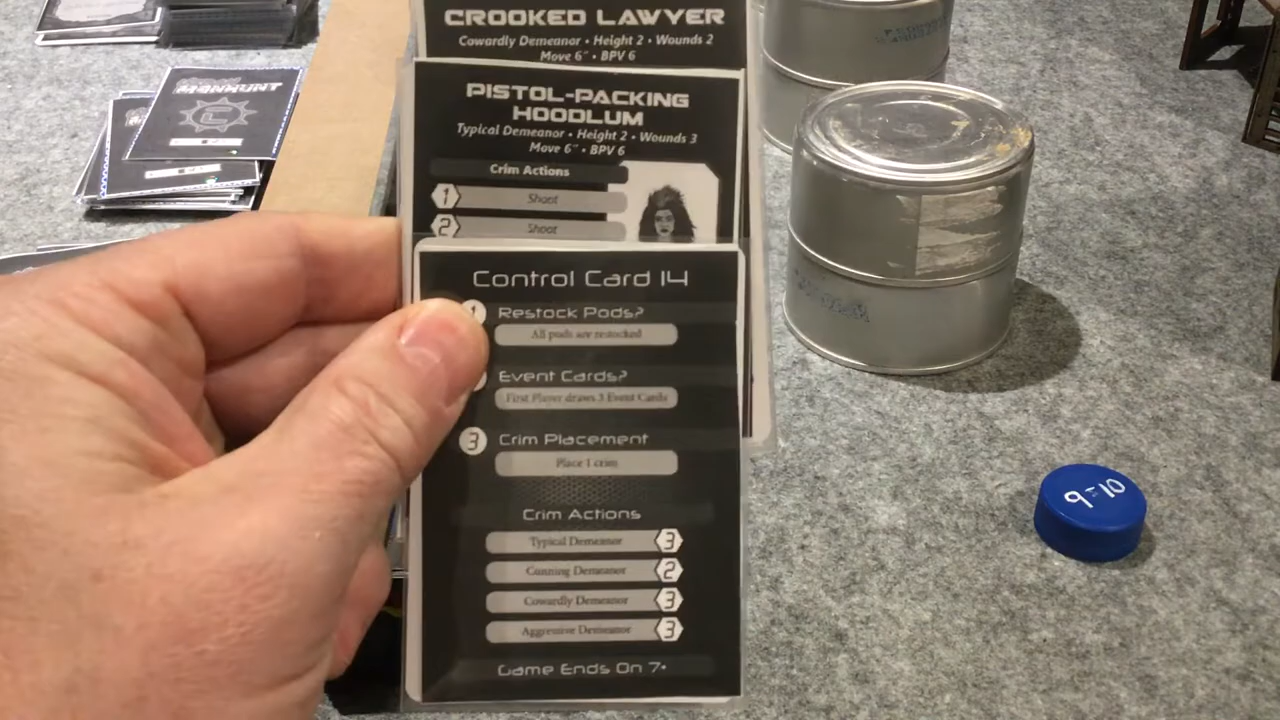 CROOKED LAWYER
Cowardly Demeanor • Height 2 • Wounds 2
Move 6" • BPV 6
PISTOL-PACKING
HOODLUM
Typical Demeanor • Height 2 • Wounds 3
Move 6" • BPV 6
Crim Actions
1 Shoot
2 Shoot
Control Card 14
1 Restock Pods?
All pods are restocked
Event Cards?
First Player draws 3 Event Cards
3 Crim Placement
Place 1 crim
Crim Actions
Typical Demeanor 3
Cunning Demeanor 2
Cowardly Demeanor 3
Aggressive Demeanor 3
Game Ends On 7+
MANHUNT
9-10